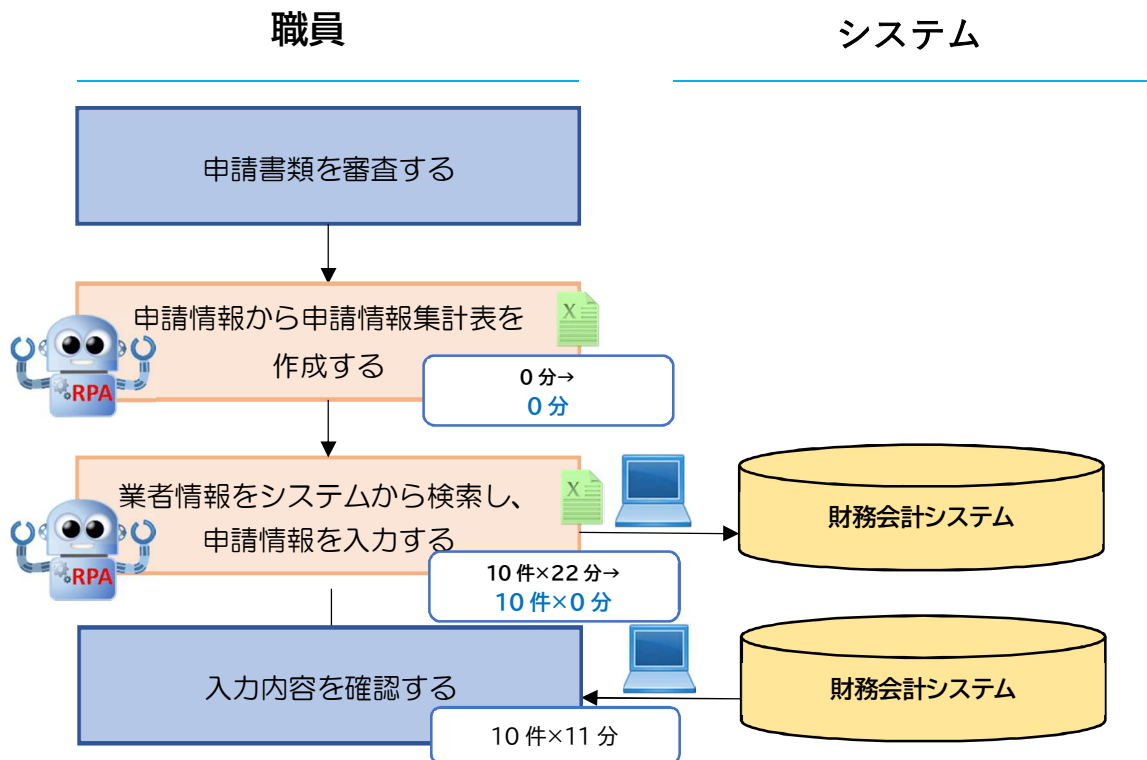 職員
システム
申請書類を審査する
申請情報から申請情報集計表を
作成する
X
RPA
0分→
0分
業者情報をシステムから検索し、
申請情報を入力する
X
RPA
財務会計システム
10件×22分→
10件×0分
入力内容を確認する
財務会計システム
10件×11分